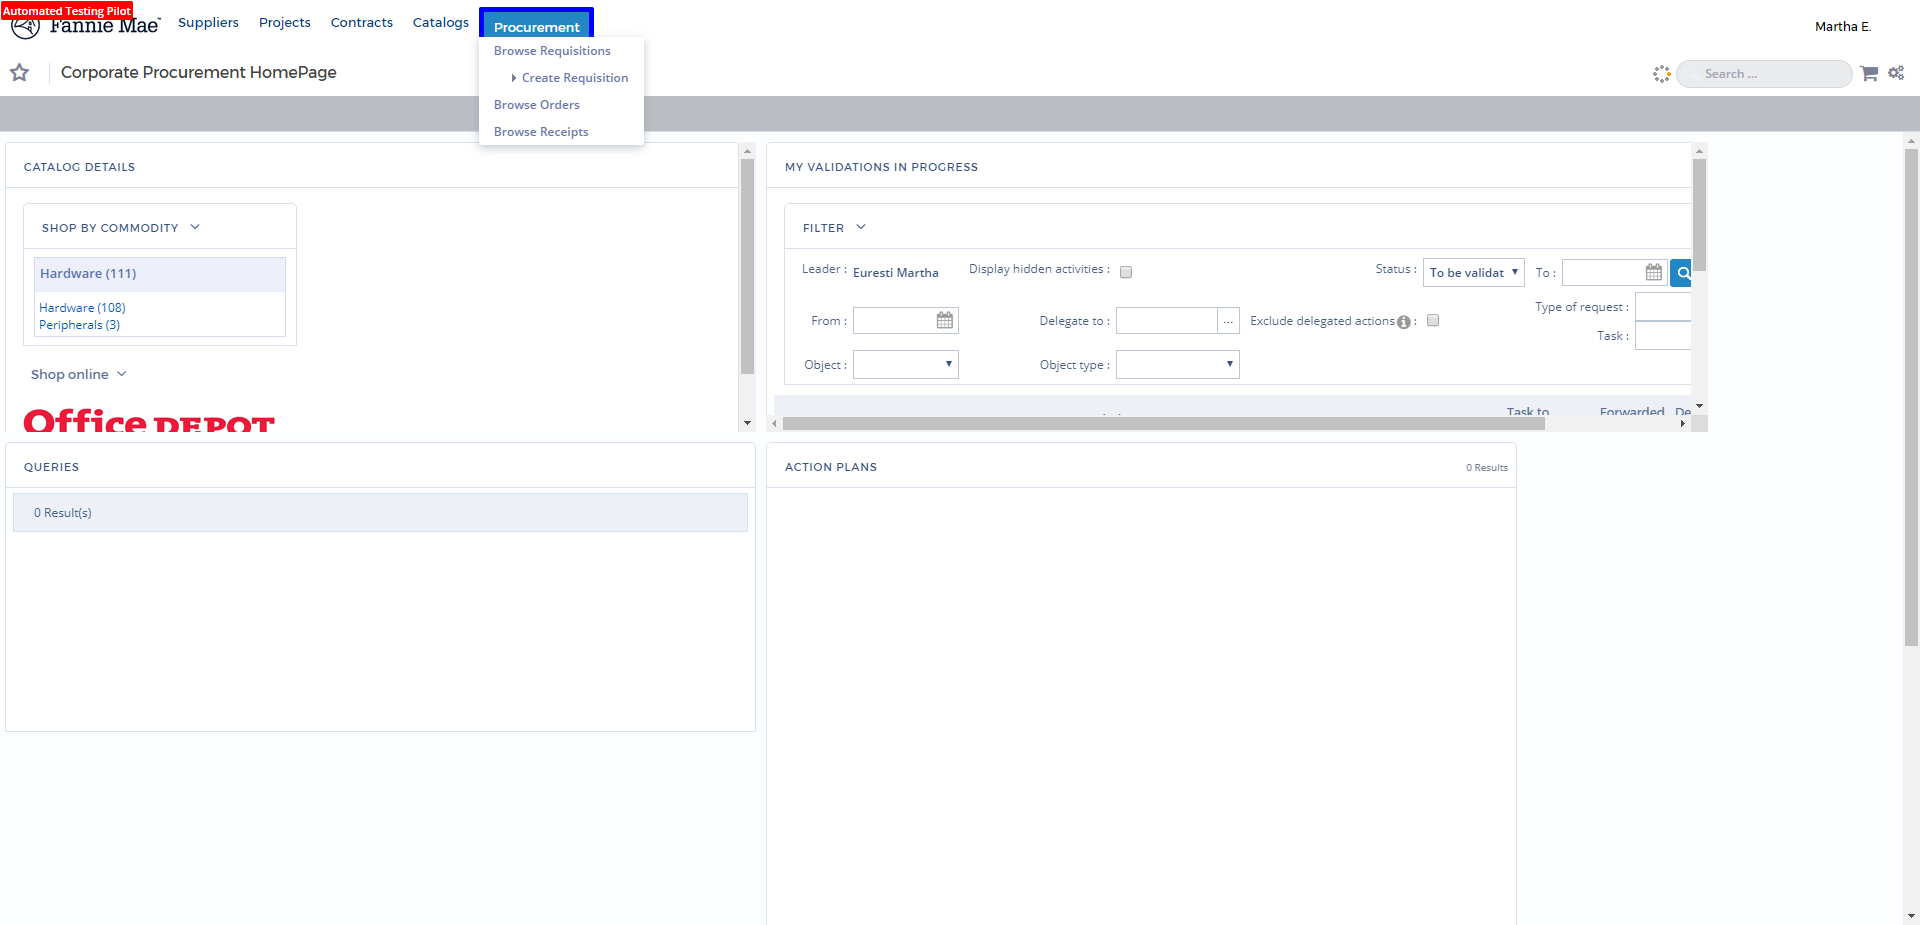 Automated Testing Pilot
Fannie Mae
Suppliers
Projects
Contracts
Catalogs
Procurement
Martha E.
Browse Requisitions
Create Requisition
Browse Orders
Browse Receipts
Corporate Procurement HomePage
Search ...
CATALOG DETAILS
SHOP BY COMMODITY
Hardware (111)
Hardware (108)
Peripherals (3)
Shop online
Office DEPOT
MY VALIDATIONS IN PROGRESS
FILTER
Leader : Euresti Martha
Display hidden activities :
Status : To be validat
To :
From :
Delegate to : ...
Exclude delegated actions :
Type of request :
Task :
Object :
Object type :
Task to
Forwarded
De
QUERIES
0 Result(s)
ACTION PLANS
0 Results